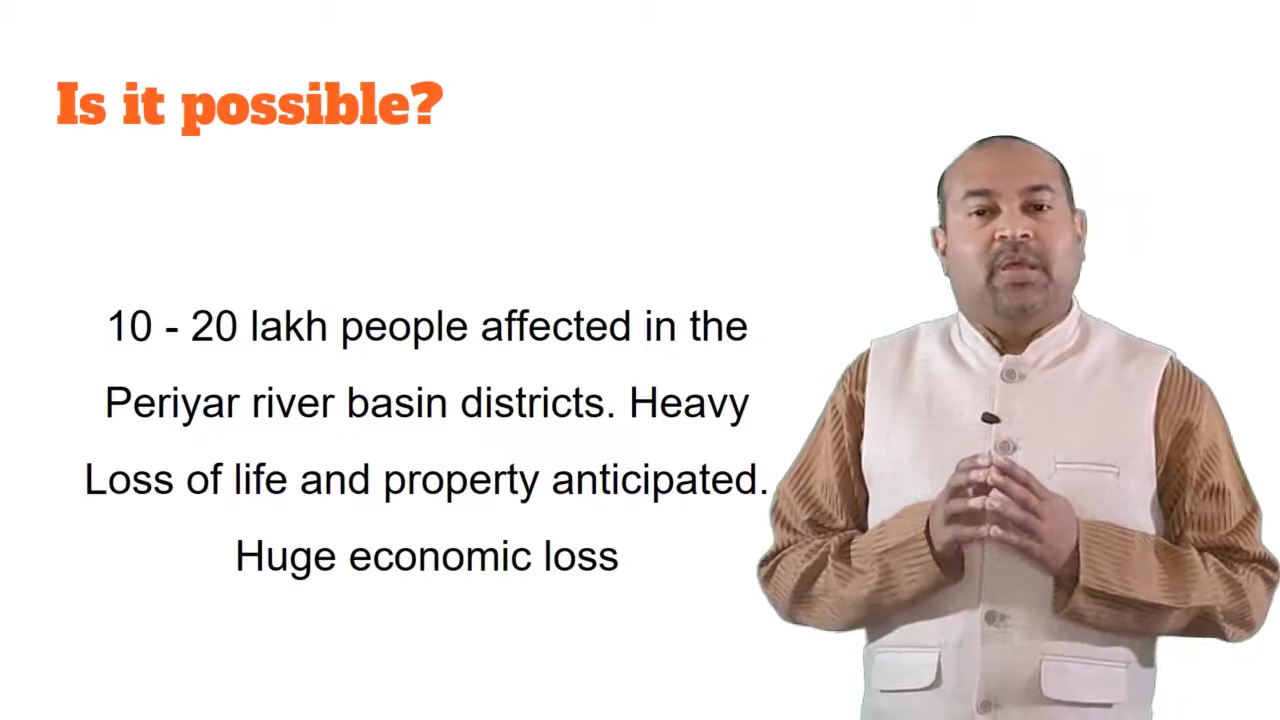 Is it possible?
10 - 20 lakh people affected in the
Periyar river basin districts. Heavy
Loss of life and property anticipated.
Huge economic loss